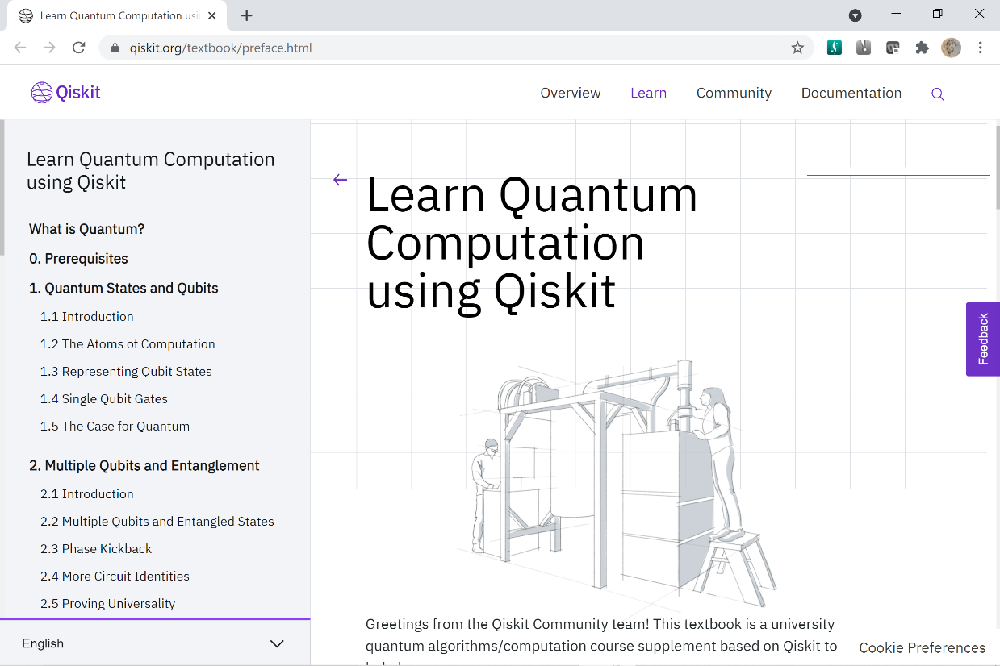 Learn Quantum Computation usi
qiskit.org/textbook/preface.html
Qiskit
Overview
Learn
Community
Documentation
Learn Quantum Computation
using Qiskit
What is Quantum?
0. Prerequisites
1. Quantum States and Qubits
1.1 Introduction
1.2 The Atoms of Computation
1.3 Representing Qubit States
1.4 Single Qubit Gates
1.5 The Case for Quantum
2. Multiple Qubits and Entanglement
2.1 Introduction
2.2 Multiple Qubits and Entangled States
2.3 Phase Kickback
2.4 More Circuit Identities
2.5 Proving Universality
English
Learn Quantum
Computation
using Qiskit
Feedback
Greetings from the Qiskit Community team! This textbook is a university
quantum algorithms/computation course supplement based on Qiskit to
Cookie Preferences